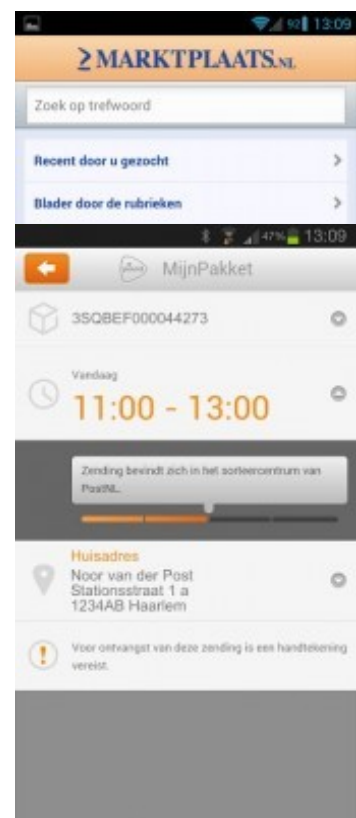 92 13:09
MARKTPLAATS.NL
Zoek op trefwoord
Recent door u gezocht
Blader door de rubrieken
47% 13:09
MijnPakket
3SQBEF000044273
Vandaag
11:00 - 13:00
Zending bevindt zich in het sorteercentrum van
PostNL.
Huisadres
Noor van der Post
Stationsstraat 1 a
1234AB Haarlem
Voor ontvangst van deze zending is een handtekening
vereist.